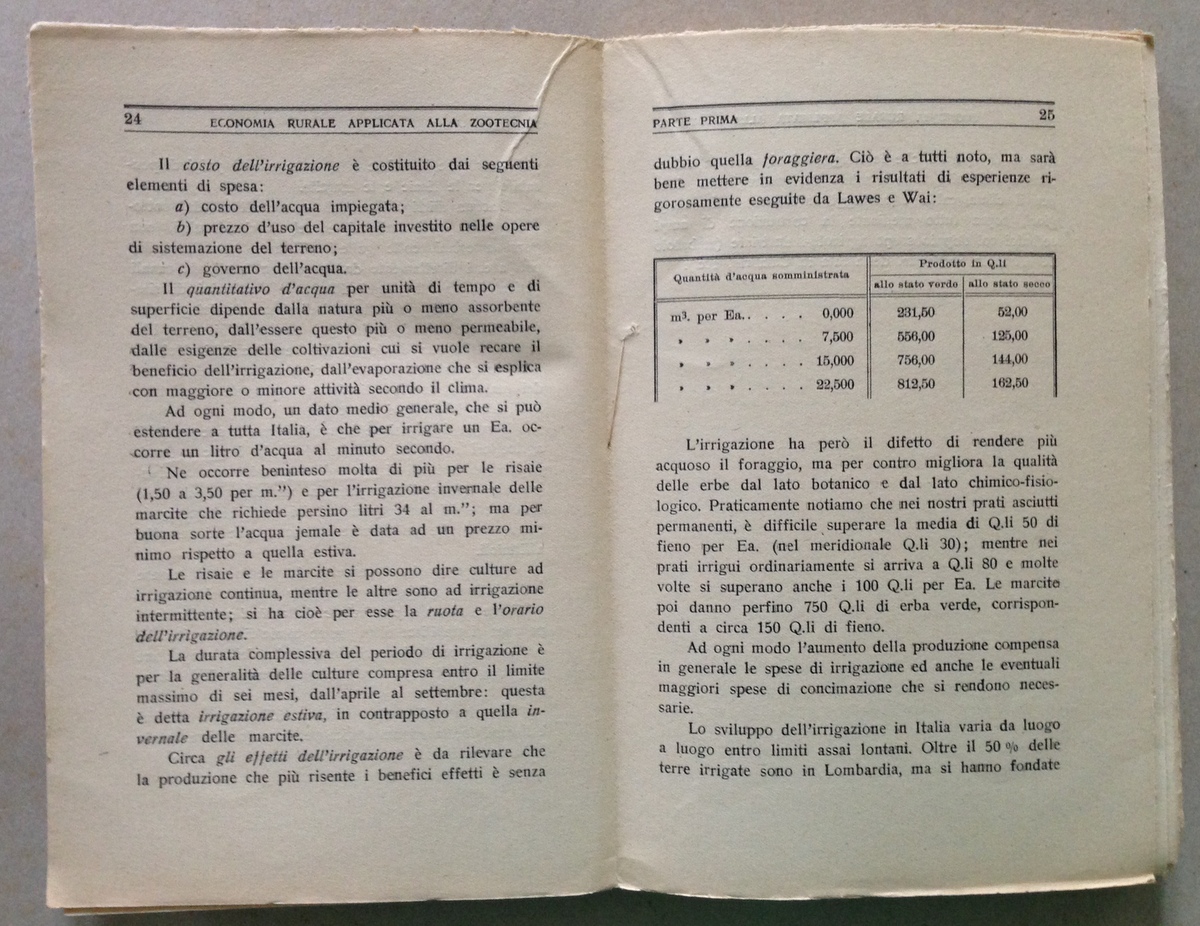 24 ECONOMIA RURALE APPLICATA ALLA ZOOTECNIA
Il costo dell'irrigazione è costituito dai seguenti
elementi di spesa:
a) costo dell'acqua impiegata;
b) prezzo d'uso del capitale investito nelle opere
di sistemazione del terreno;
c) governo dell'acqua.
Il quantitativo d'acqua per unità di tempo e di
superficie dipende dalla natura più o meno assorbente
del terreno, dall'essere questo più o meno permeabile,
dalle esigenze delle coltivazioni cui si vuole recare il
beneficio dell'irrigazione, dall'evaporazione che si esplica
con maggiore o minore attività secondo il clima.
Ad ogni modo, un dato medio generale, che si può
estendere a tutta Italia, è che per irrigare un Ea. oc-
corre un litro d'acqua al minuto secondo.
Ne occorre beninteso molta di più per le risaie
(1,50 a 3,50 per m.") e per l'irrigazione invernale delle
marcite che richiede persino litri 34 al m."; ma per
buona sorte l'acqua jemale è data ad un prezzo mi-
nimo rispetto a quella estiva.
Le risaie e le marcite si possono dire culture ad
irrigazione continua, mentre le altre sono ad irrigazione
intermittente; si ha cioè per esse la ruota e l'orario
dell'irrigazione.
La durata complessiva del periodo di irrigazione è
per la generalità delle culture compresa entro il limite
massimo di sei mesi, dall'aprile al settembre: questa
è detta irrigazione estiva, in contrapposto a quella in-
vernale delle marcite.
Circa gli effetti dell'irrigazione è da rilevare che
la produzione che più risente i benefici effetti è senza
PARTE PRIMA 25
dubbio quella foraggiera. Ciò è a tutti noto, ma sarà
bene mettere in evidenza i risultati di esperienze ri-
gorosamente eseguite da Lawes e Wai:
Quantità d'acqua somministrata Prodotto in Q.li
allo stato verde allo stato secco
m³. per Ea. . . . . 0,000 231,50 52,00
» » » . . . . 7,500 556,00 125,00
» » » . . . . 15,000 756,00 144,00
» » » . . . . 22,500 812,50 162,50
L'irrigazione ha però il difetto di rendere più
acquoso il foraggio, ma per contro migliora la qualità
delle erbe dal lato botanico e dal lato chimico-fisio-
logico. Praticamente notiamo che nei nostri prati asciutti
permanenti, è difficile superare la media di Q.li 50 di
fieno per Ea. (nel meridionale Q.li 30); mentre nei
prati irrigui ordinariamente si arriva a Q.li 80 e molte
volte si superano anche i 100 Q.li per Ea. Le marcite
poi danno perfino 750 Q.li di erba verde, corrispon-
denti a circa 150 Q.li di fieno.
Ad ogni modo l'aumento della produzione compensa
in generale le spese di irrigazione ed anche le eventuali
maggiori spese di concimazione che si rendono neces-
sarie.
Lo sviluppo dell'irrigazione in Italia varia da luogo
a luogo entro limiti assai lontani. Oltre il 50 % delle
terre irrigate sono in Lombardia, ma si hanno fondate